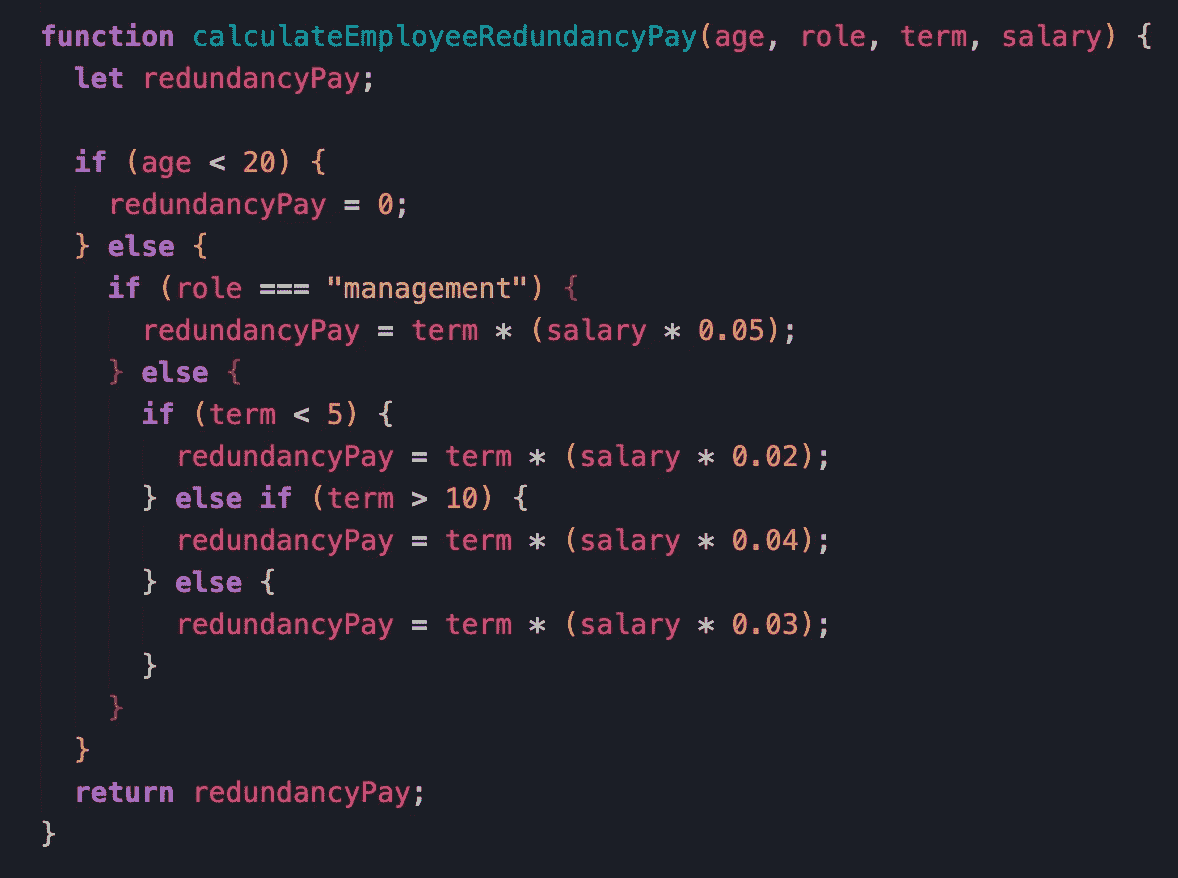 function calculateEmployeeRedundancyPay(age, role, term, salary) {
  let redundancyPay;

  if (age < 20) {
    redundancyPay = 0;
  } else {
    if (role === "management") {
      redundancyPay = term * (salary * 0.05);
    } else {
      if (term < 5) {
        redundancyPay = term * (salary * 0.02);
      } else if (term > 10) {
        redundancyPay = term * (salary * 0.04);
      } else {
        redundancyPay = term * (salary * 0.03);
      }
    }
  }
  return redundancyPay;
}